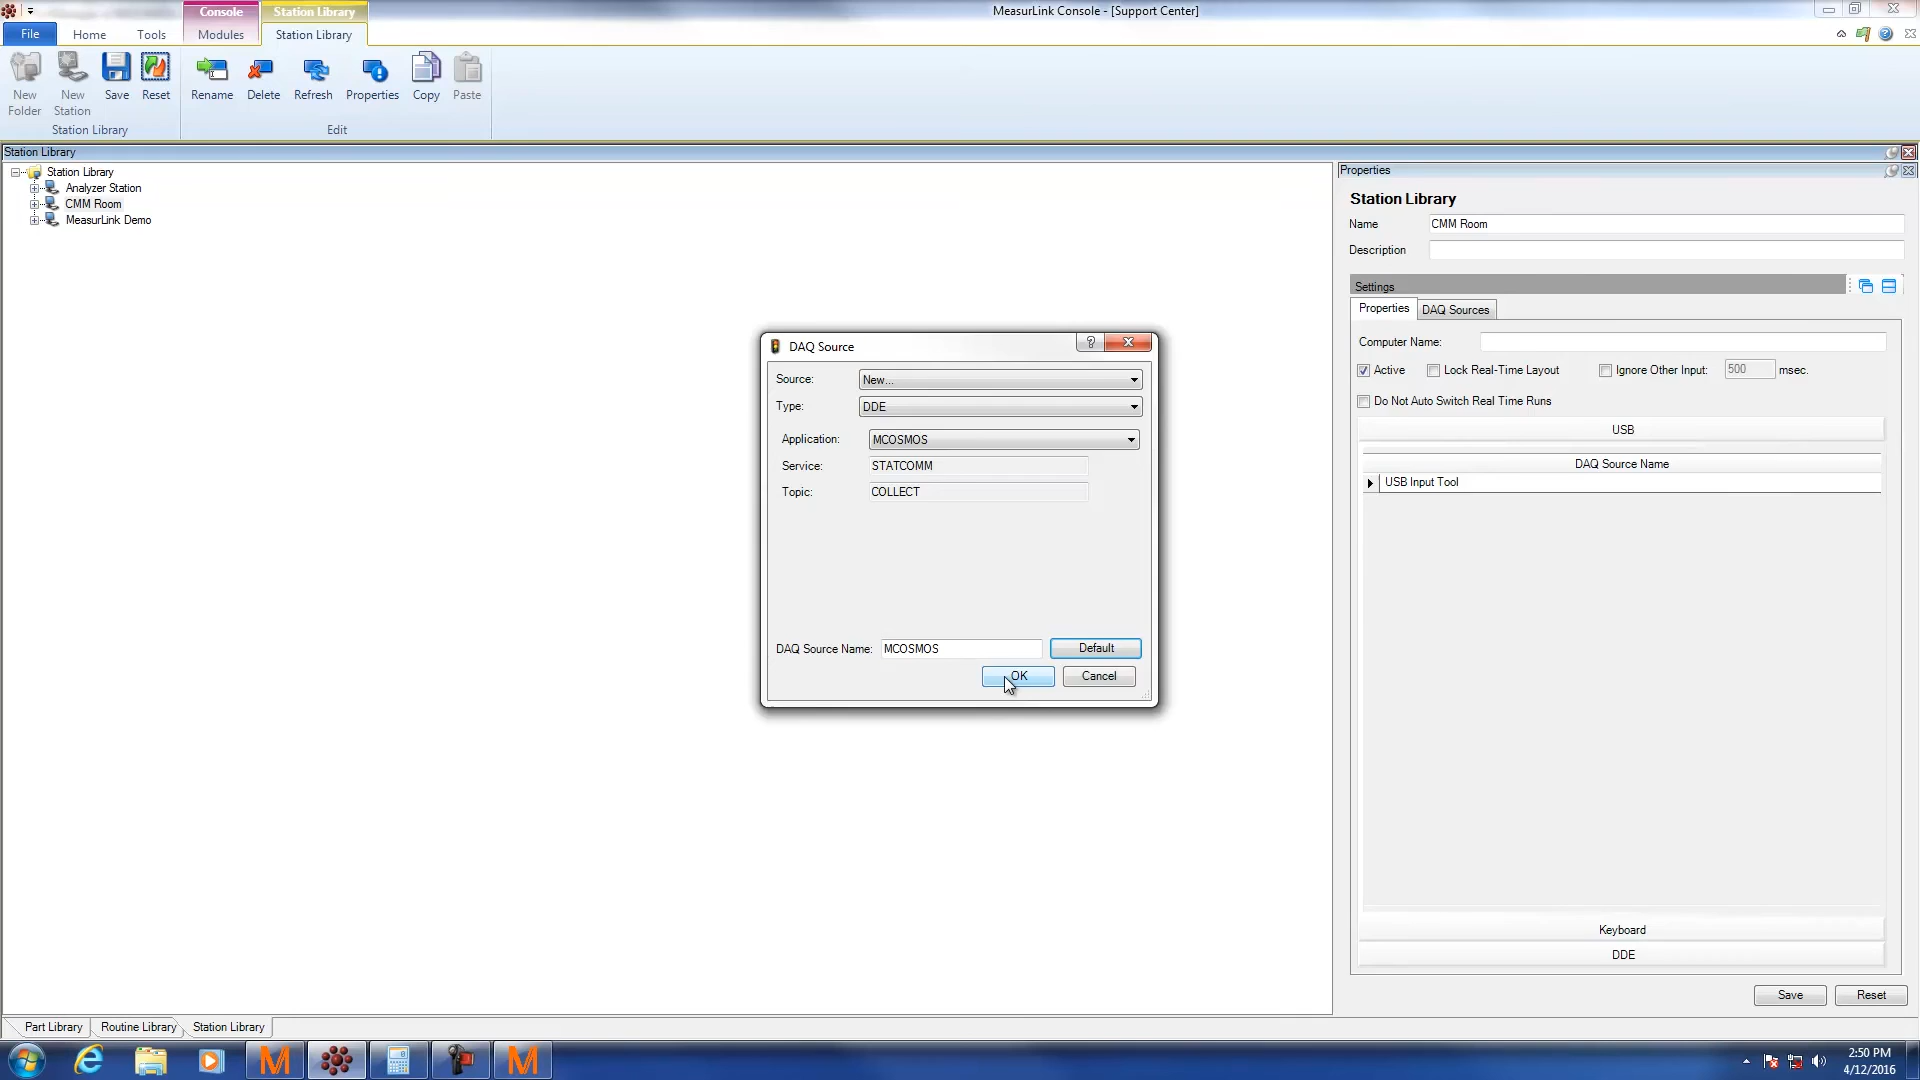 Console
Station Library
MeasurLink Console - [Support Center]
File
Home
Tools
Modules
Station Library
New Folder
New Station
Save
Reset
Rename
Delete
Refresh
Properties
Copy
Paste
Station Library
Edit
Station Library
Station Library
Analyzer Station
CMM Room
MeasurLink Demo
Properties
Station Library
Name
CMM Room
Description
Settings
Properties
DAQ Sources
Computer Name:
Active
Lock Real-Time Layout
Ignore Other Input:
500
msec.
Do Not Auto Switch Real Time Runs
USB
DAQ Source Name
USB Input Tool
Keyboard
DDE
Save
Reset
DAQ Source
Source:
New...
Type:
DDE
Application:
MCOSMOS
Service:
STATCOMM
Topic:
COLLECT
DAQ Source Name:
MCOSMOS
Default
OK
Cancel
Part Library
Routine Library
Station Library
2:50 PM
4/12/2016